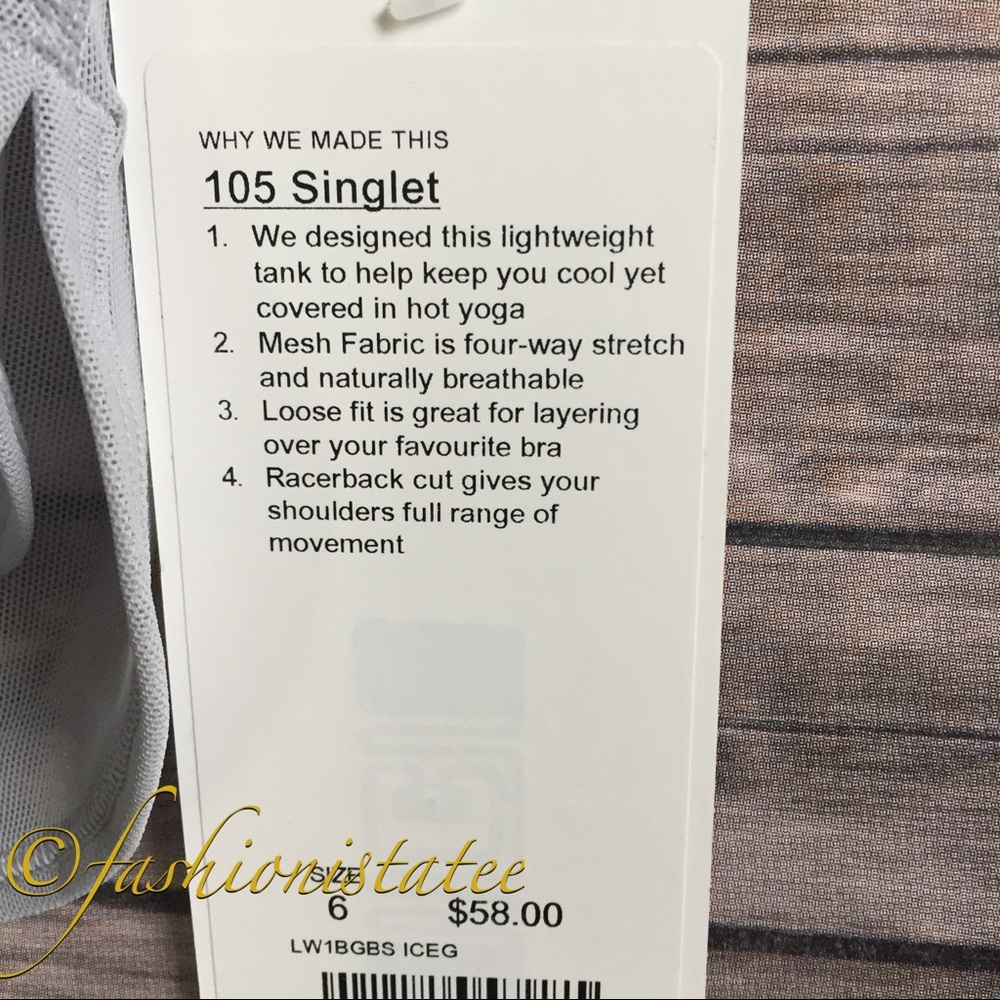 WHY WE MADE THIS
105 Singlet
1. We designed this lightweight
tank to help keep you cool yet
covered in hot yoga
2. Mesh Fabric is four-way stretch
and naturally breathable
3. Loose fit is great for layering
over your favourite bra
4. Racerback cut gives your
shoulders full range of
movement
©fashionistatee
SIZE
6 $58.00
LW1BGBS ICEG